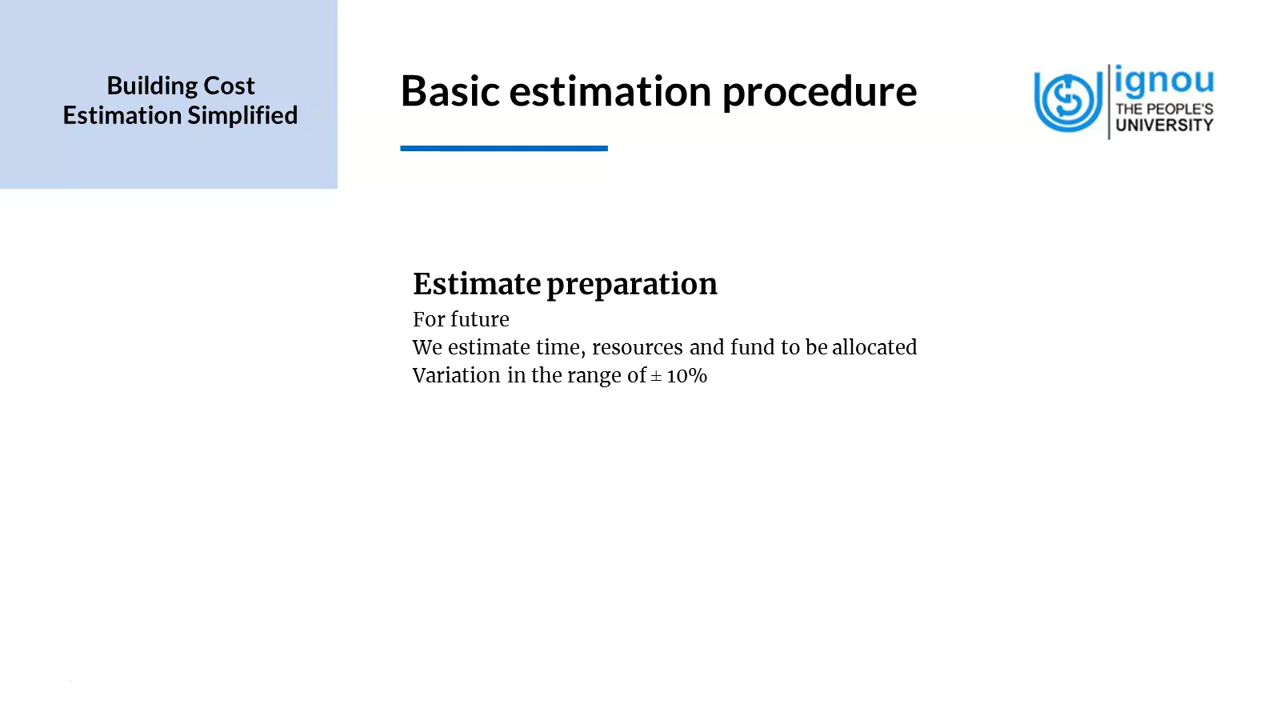 Building Cost
Estimation Simplified
Basic estimation procedure
ignou
THE PEOPLE'S
UNIVERSITY
Estimate preparation
For future
We estimate time, resources and fund to be allocated
Variation in the range of ± 10%